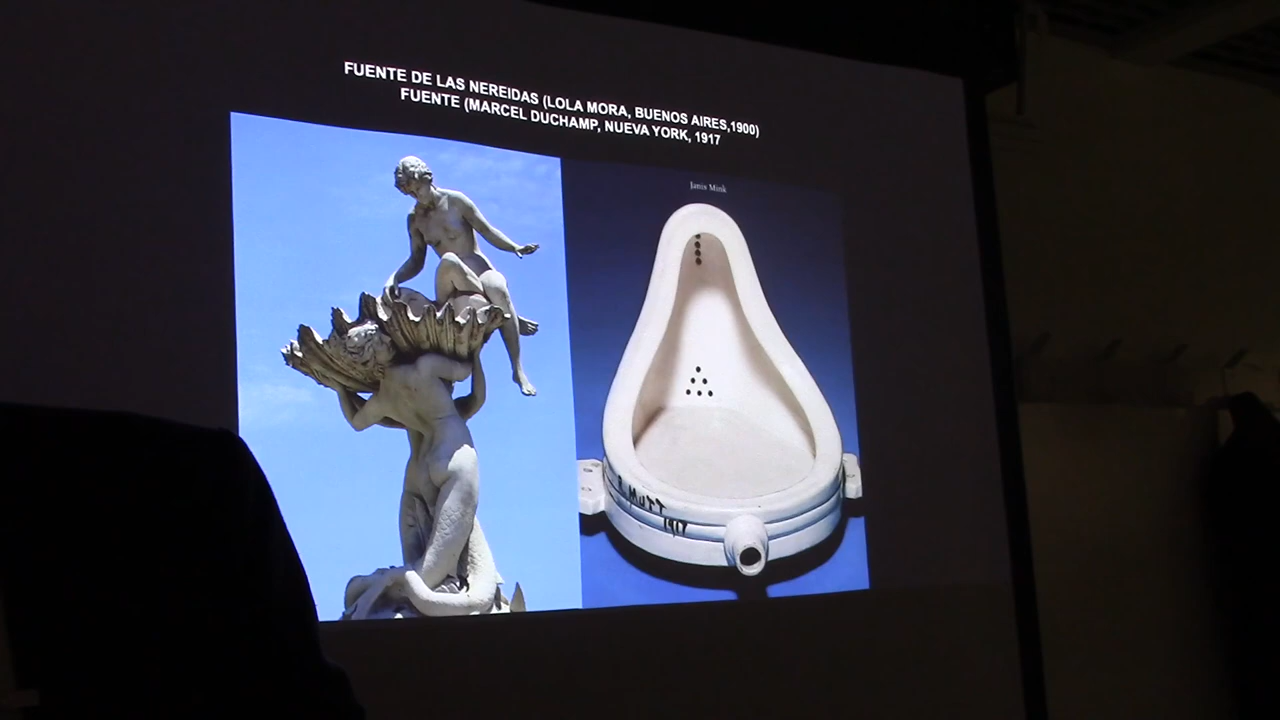 FUENTE DE LAS NEREIDAS (LOLA MORA, BUENOS AIRES,1900)
FUENTE (MARCEL DUCHAMP, NUEVA YORK, 1917
Janis Mink
R. MUTT
1917